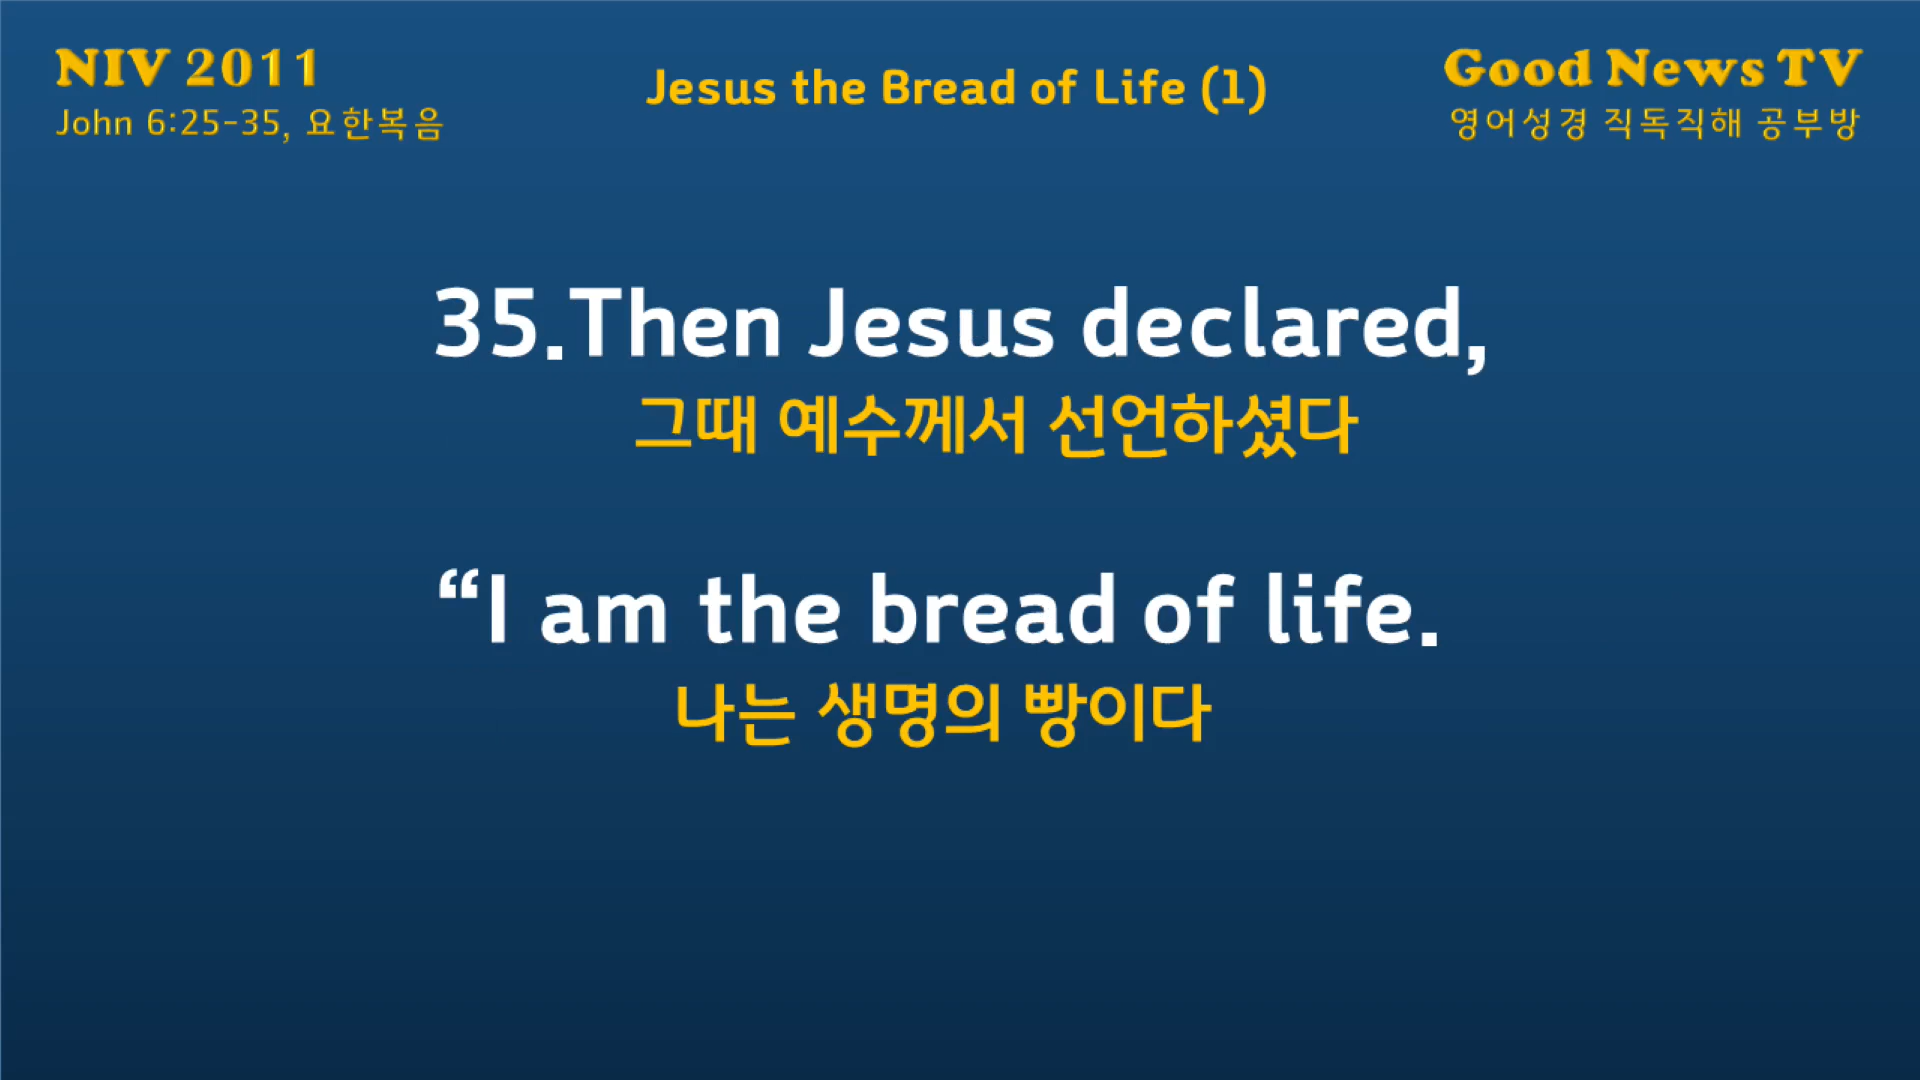 NIV 2011
John 6:25-35, 요한복음
Jesus the Bread of Life (1)
Good News TV
영어성경 직독직해 공부방
35.Then Jesus declared,
그때 예수께서 선언하셨다
“I am the bread of life.
나는 생명의 빵이다